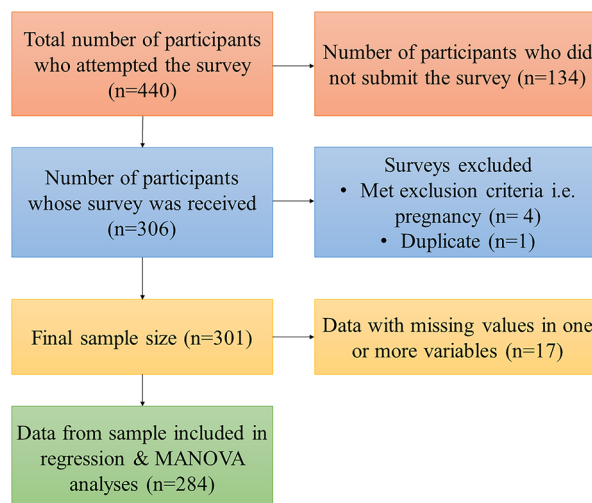 Total number of participants
who attempted the survey
(n=440)
Number of participants who did
not submit the survey (n=134)
Number of participants
whose survey was received
(n=306)
Surveys excluded
• Met exclusion criteria i.e.
pregnancy (n= 4)
• Duplicate (n=1)
Final sample size (n=301)
Data with missing values in one
or more variables (n=17)
Data from sample included in
regression & MANOVA
analyses (n=284)